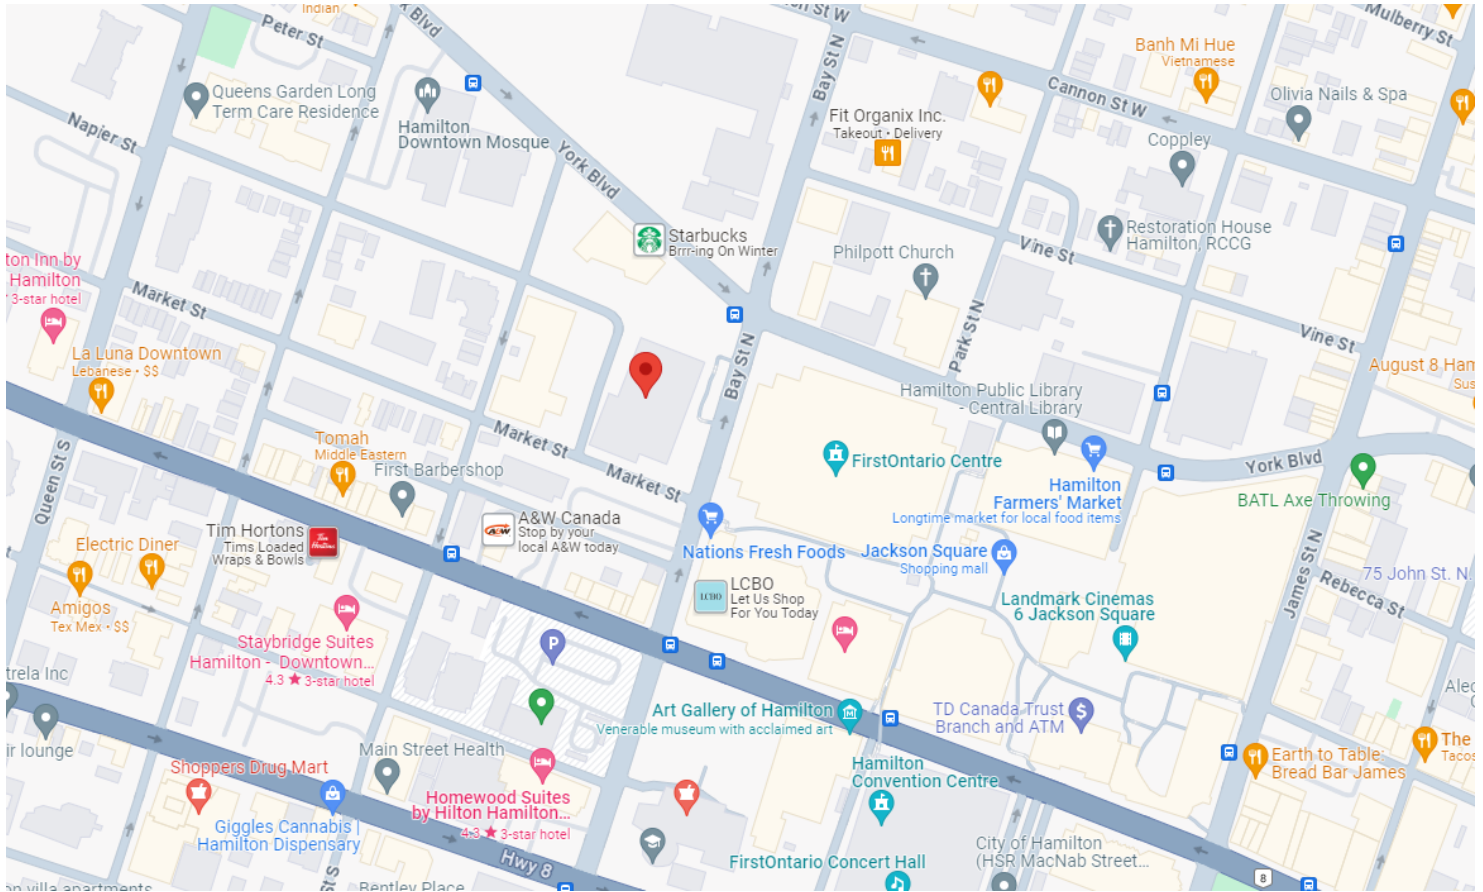 Indian
Peter St
k Blvd
on St W
Mulberry St
Banh Mi Hue
Vietnamese
Bay St N
Cannon St W
Olivia Nails & Spa
Queens Garden Long
Term Care Residence
Hamilton
Downtown Mosque
Fit Organix Inc.
Takeout • Delivery
Coppley
Napier St
York Blvd
Starbucks
Brrr-ing On Winter
Philpott Church
Vine St
Restoration House
Hamilton, RCCG
ton Inn by
Hamilton
3-star hotel
Market St
Park St N
Vine St
La Luna Downtown
Lebanese • $$
Bay St N
August 8 Ham
Sus
Hamilton Public Library
- Central Library
Tomah
Middle Eastern
First Barbershop
Market St
Market St
FirstOntario Centre
York Blvd
Queen St S
Hamilton
Farmers' Market
Longtime market for local food items
BATL Axe Throwing
Tim Hortons
Tims Loaded
Wraps & Bowls
A&W
A&W Canada
Stop by your
local A&W today
Nations Fresh Foods
Jackson Square
Shopping mall
James St N
Electric Diner
LCBO
LCBO
Let Us Shop
For You Today
75 John St. N.
Rebecca St
Amigos
Tex Mex • $$
Landmark Cinemas
6 Jackson Square
P
Staybridge Suites
Hamilton - Downtown...
4.3 ★ 3-star hotel
trela Inc
Art Gallery of Hamilton
Venerable museum with acclaimed art
TD Canada Trust
Branch and ATM
$
Alec
ir lounge
Main Street Health
Shoppers Drug Mart
Hamilton
Convention Centre
Earth to Table:
Bread Bar James
The
Tacos
Homewood Suites
by Hilton Hamilton...
4.3 ★ 3-star hotel
Giggles Cannabis |
Hamilton Dispensary
Hwy 8
FirstOntario Concert Hall
City of Hamilton
(HSR MacNab Street...
8
on villa apartments
St S
Bentley Place